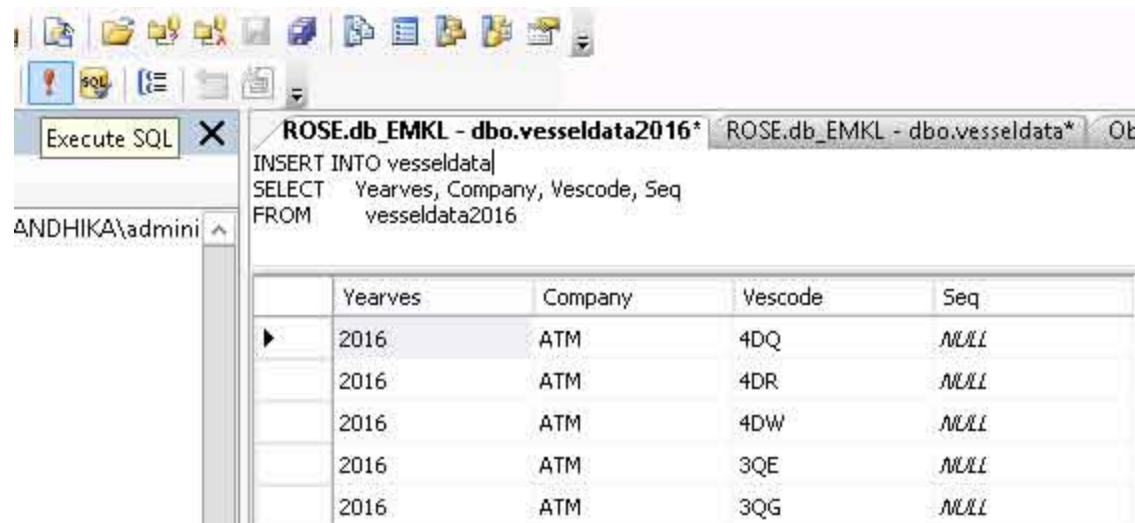 SQL
Execute SQL
ROSE.db_EMKL - dbo.vesseldata2016* ROSE.db_EMKL - dbo.vesseldata* Ob
INSERT INTO vesseldata
SELECT Yearves, Company, Vescode, Seq
FROM vesseldata2016
ANDHIKA\admini
Yearves Company Vescode Seq
2016 ATM 4DQ NULL
2016 ATM 4DR NULL
2016 ATM 4DW NULL
2016 ATM 3QE NULL
2016 ATM 3QG NULL